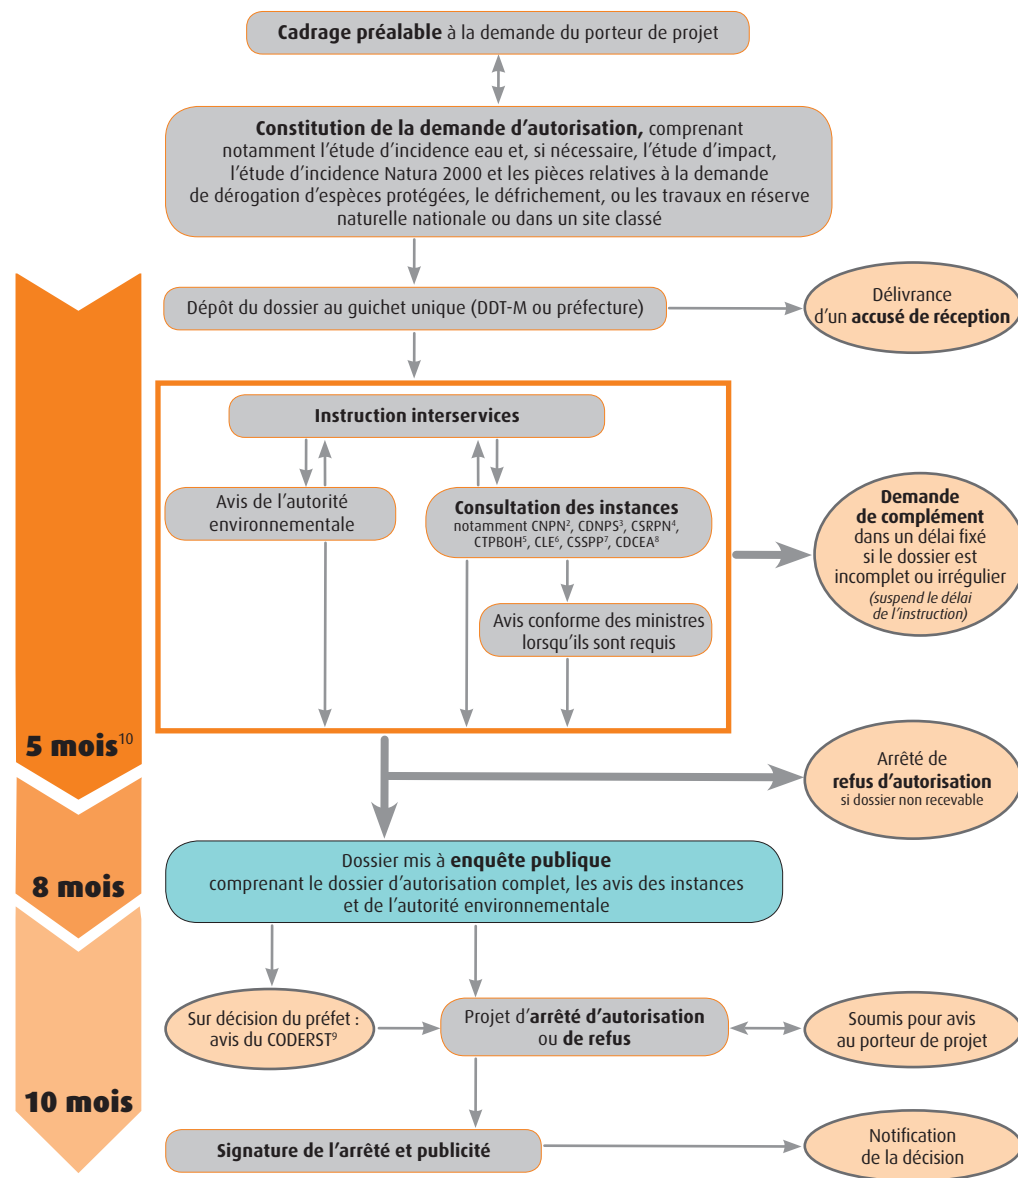 Cadrage préalable à la demande du porteur de projet
Constitution de la demande d’autorisation, comprenant
notamment l’étude d’incidence eau et, si nécessaire, l’étude d’impact,
l’étude d’incidence Natura 2000 et les pièces relatives à la demande
de dérogation d’espèces protégées, le défrichement, ou les travaux en réserve
naturelle nationale ou dans un site classé
Dépôt du dossier au guichet unique (DDT-M ou préfecture)
Délivrance
d’un accusé de réception
Instruction interservices
Avis de l’autorité
environnementale
Consultation des instances
notamment CNPN², CDNPS³, CSRPN⁴,
CTPBOH⁵, CLE⁶, CSSPP⁷, CDCEA⁸
Avis conforme des ministres
lorsqu’ils sont requis
Demande
de complément
dans un délai fixé
si le dossier est
incomplet ou irrégulier
(suspend le délai
de l’instruction)
5 mois¹⁰
Arrêté de
refus d’autorisation
si dossier non recevable
8 mois
Dossier mis à enquête publique
comprenant le dossier d’autorisation complet, les avis des instances
et de l’autorité environnementale
Sur décision du préfet :
avis du CODERST⁹
Projet d’arrêté d’autorisation
ou de refus
Soumis pour avis
au porteur de projet
10 mois
Signature de l’arrêté et publicité
Notification
de la décision